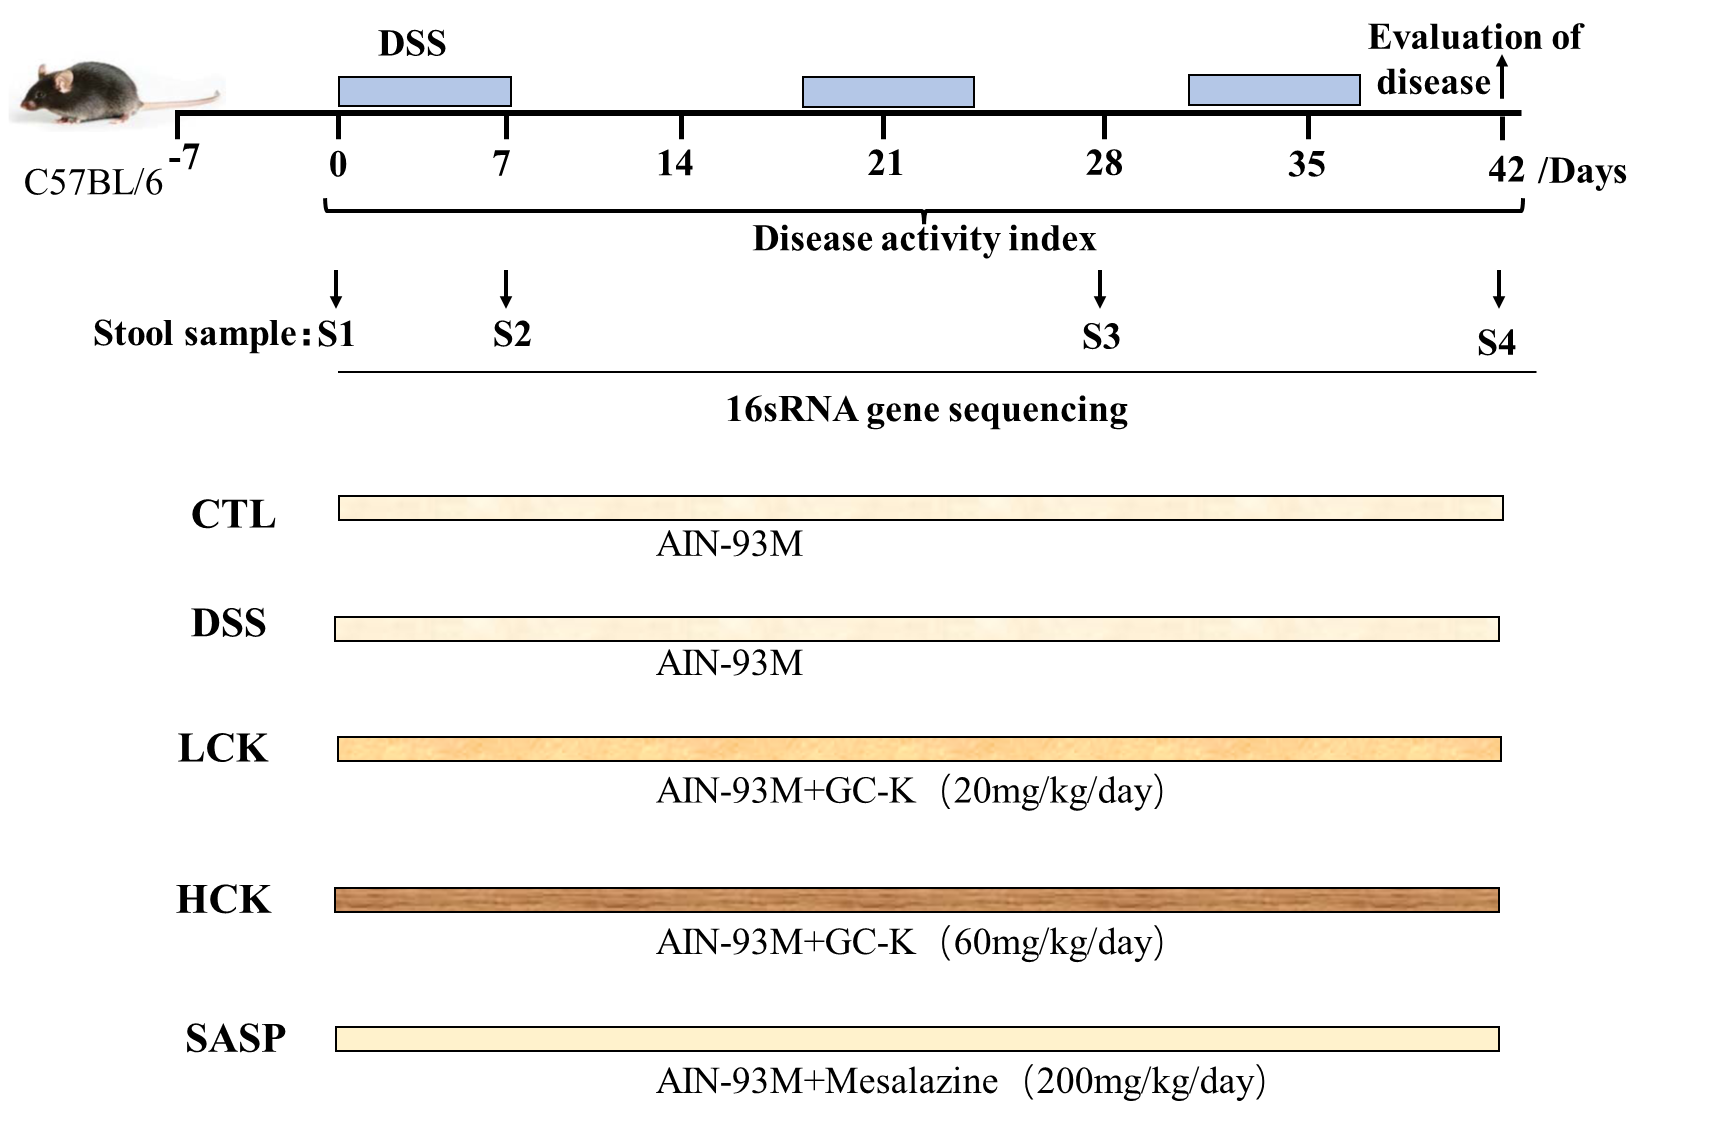 DSS
Evaluation of
disease
C57BL/6
-7 0 7 14 21 28 35 42 /Days
Disease activity index
Stool sample: S1 S2 S3 S4
16sRNA gene sequencing
CTL
AIN-93M
DSS
AIN-93M
LCK
AIN-93M+GC-K（20mg/kg/day）
HCK
AIN-93M+GC-K（60mg/kg/day）
SASP
AIN-93M+Mesalazine（200mg/kg/day）